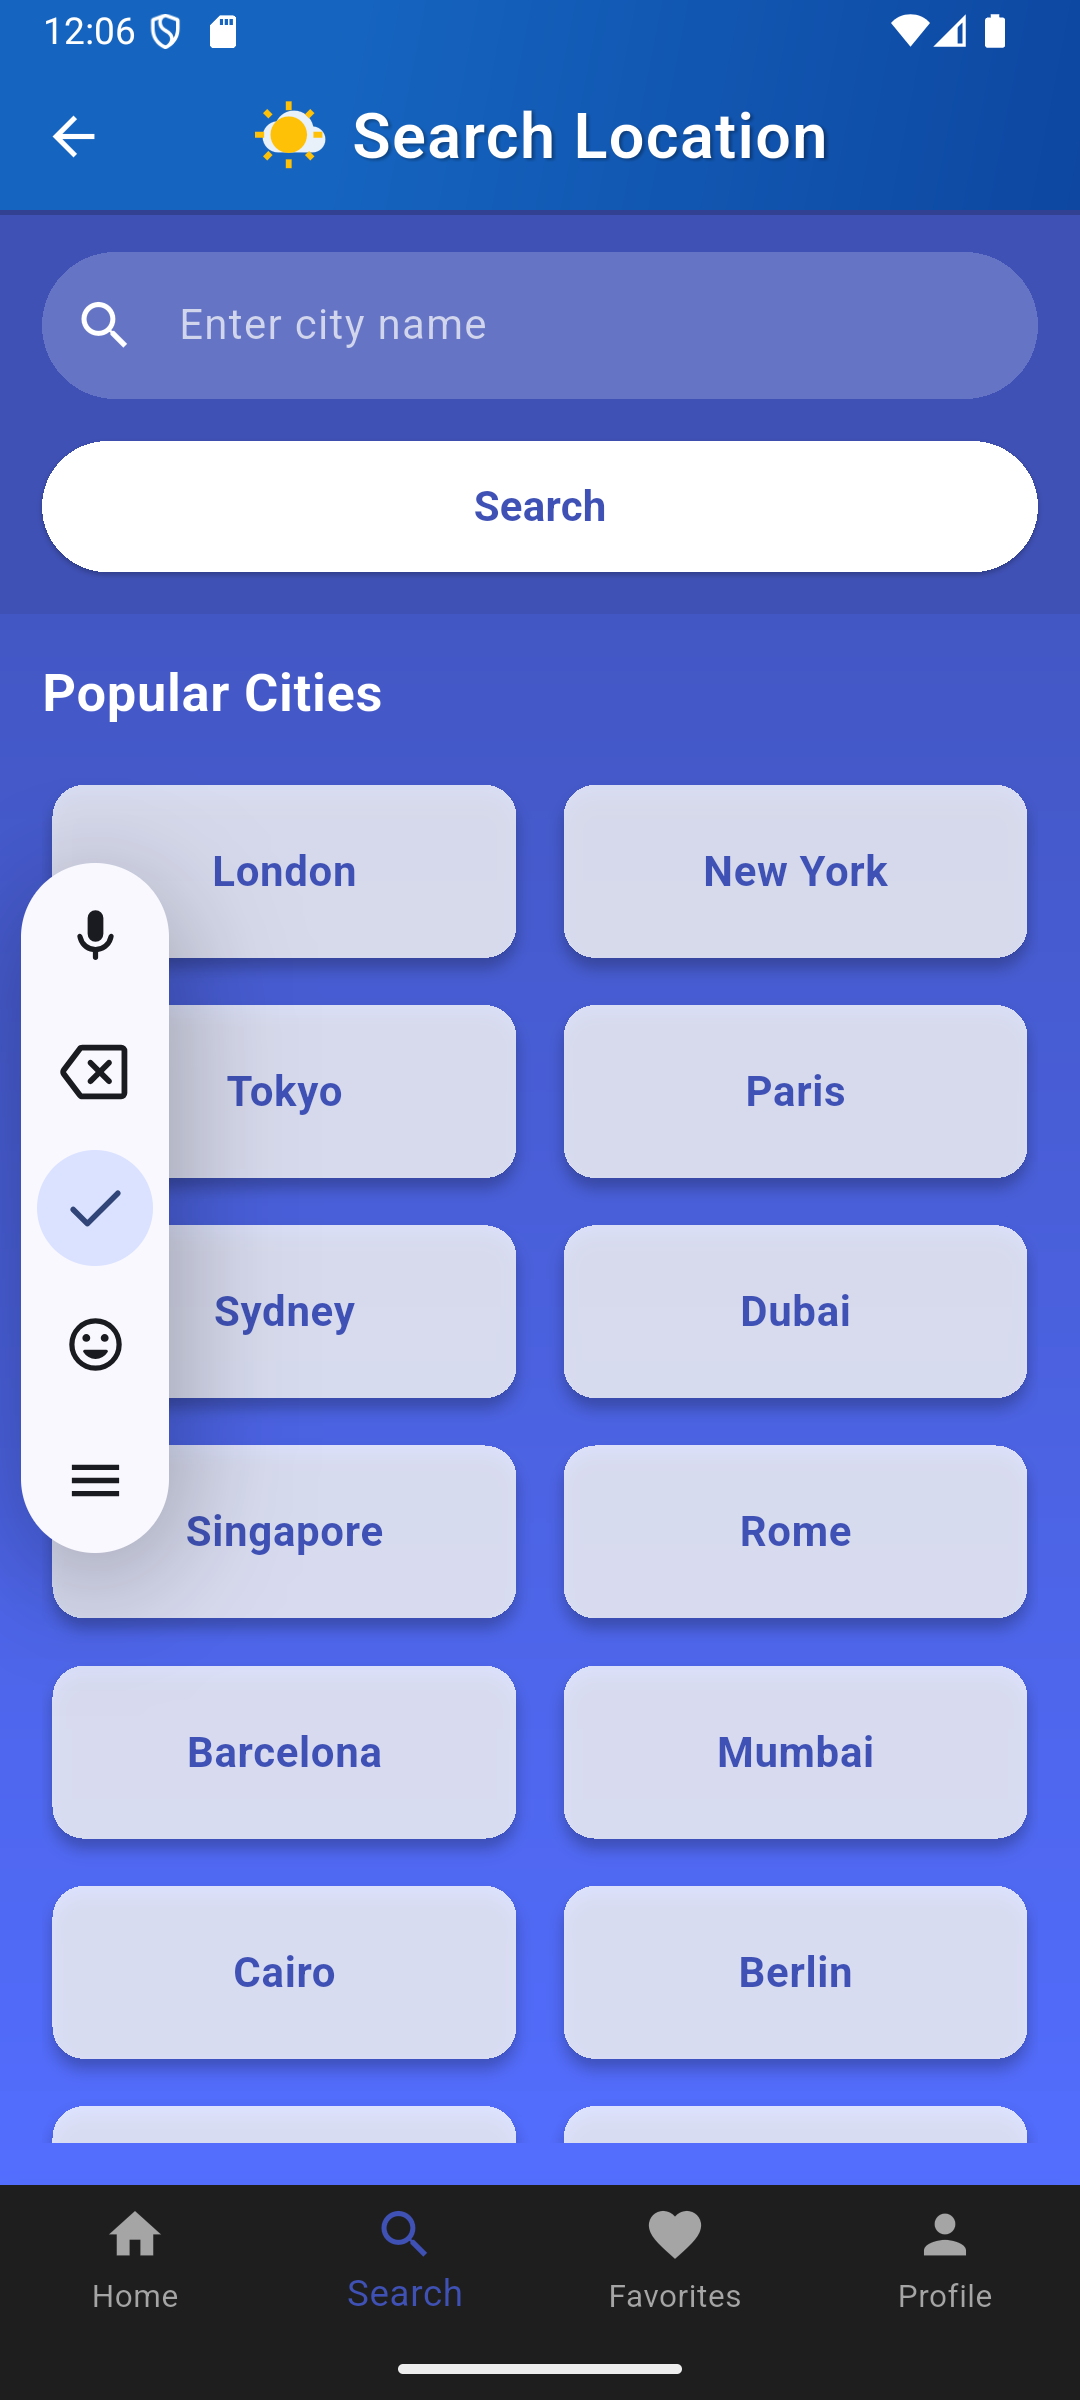 12:06
Search Location
Enter city name
Search
Popular Cities
London
New York
Tokyo
Paris
Sydney
Dubai
Singapore
Rome
Barcelona
Mumbai
Cairo
Berlin
Home
Search
Favorites
Profile